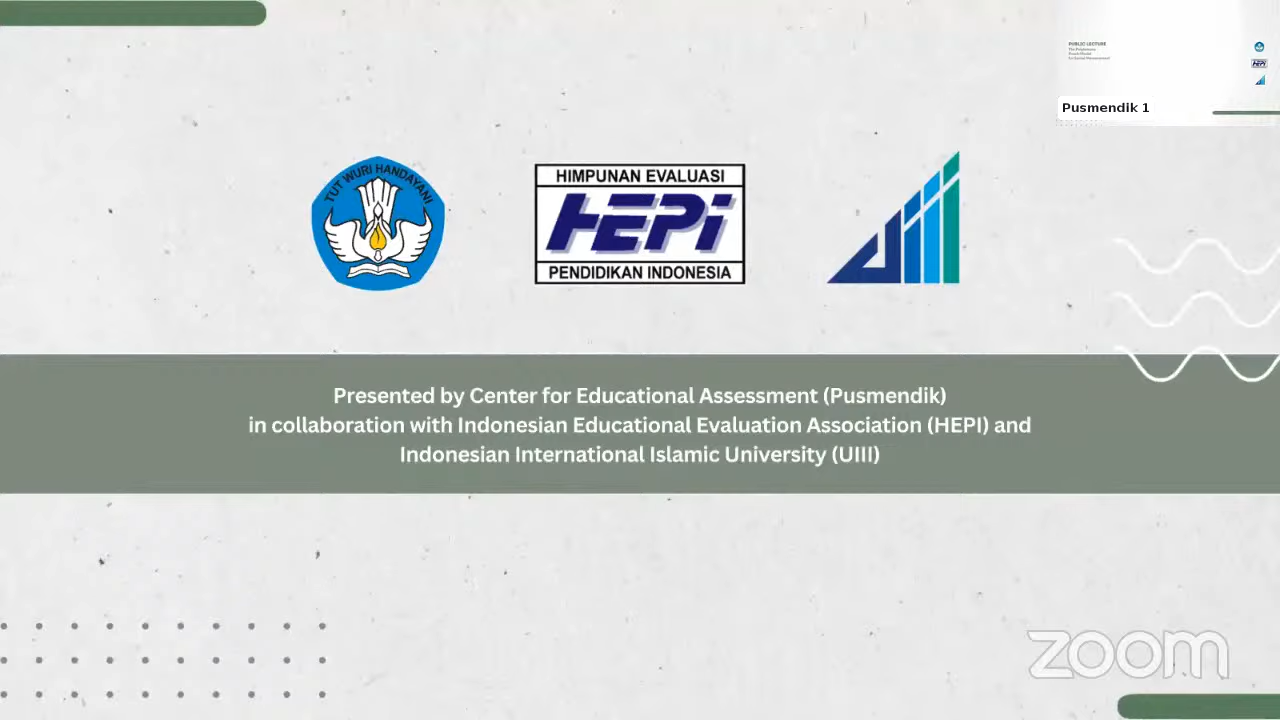 PUBLIC LECTURE
Pusmendik 1
TUT WURI HANDAYANI
HIMPUNAN EVALUASI
HEPI
PENDIDIKAN INDONESIA
UIII
Presented by Center for Educational Assessment (Pusmendik)
in collaboration with Indonesian Educational Evaluation Association (HEPI) and
Indonesian International Islamic University (UIII)
zoom